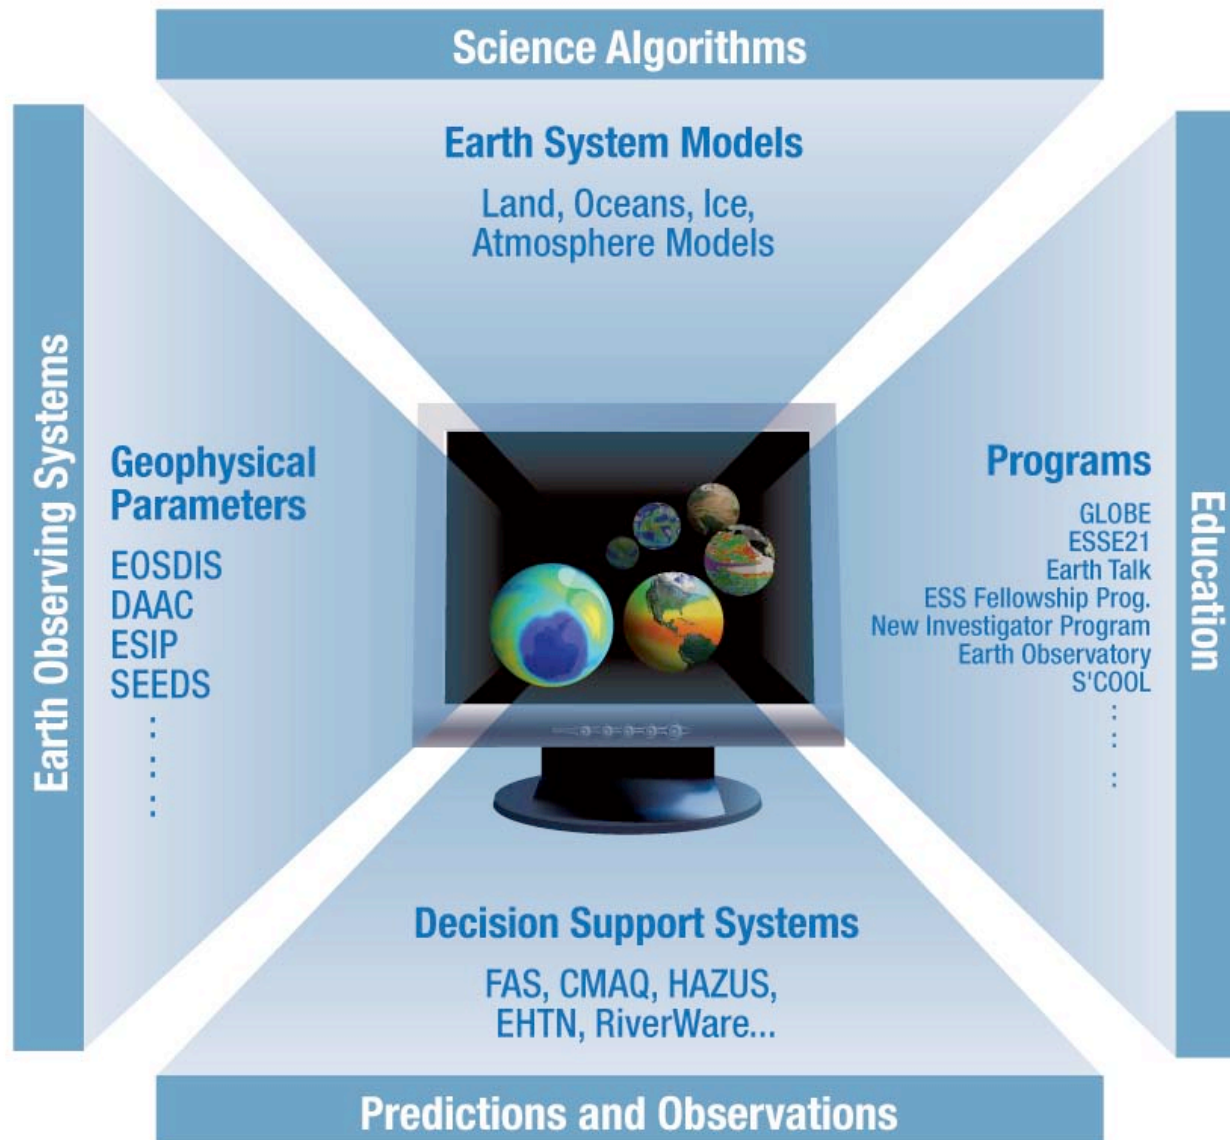 Science Algorithms
Earth System Models
Land, Oceans, Ice,
Atmosphere Models
Earth Observing Systems
Geophysical
Parameters
EOSDIS
DAAC
ESIP
SEEDS
Programs
GLOBE
ESSE21
Earth Talk
ESS Fellowship Prog.
New Investigator Program
Earth Observatory
S'COOL
Education
Decision Support Systems
FAS, CMAQ, HAZUS,
EHTN, RiverWare...
Predictions and Observations